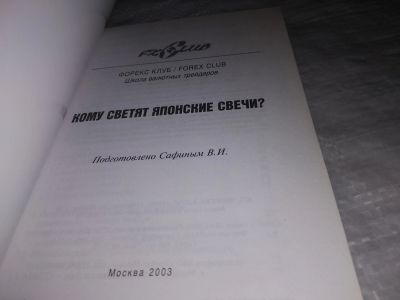 FOREX CLUB
ФОРЕКС КЛУБ / FOREX CLUB
Школа валютных трейдеров
КОМУ СВЕТЯТ ЯПОНСКИЕ СВЕЧИ?
Подготовлено Сафиным В.И.
Москва 2003